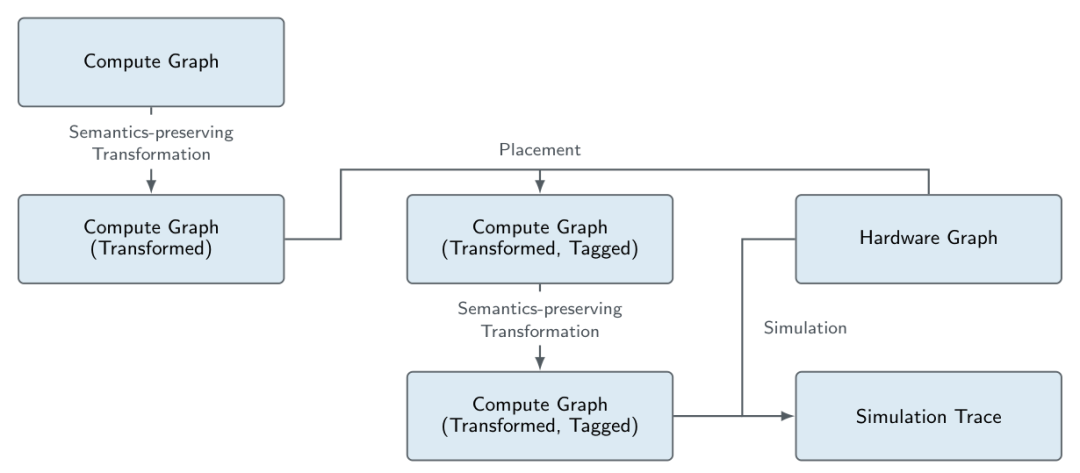 Compute Graph
Semantics-preserving
Transformation
Placement
Compute Graph
(Transformed)
Compute Graph
(Transformed, Tagged)
Hardware Graph
Semantics-preserving
Transformation
Simulation
Compute Graph
(Transformed, Tagged)
Simulation Trace